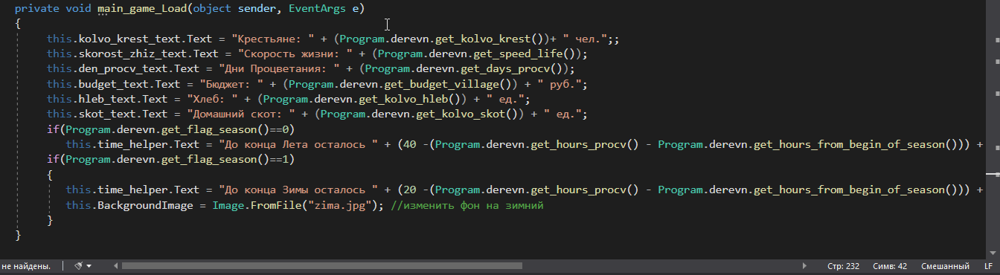 private void main_game_Load(object sender, EventArgs e)
{
this.kolvo_krest_text.Text = "Крестьяне: " + (Program.derevn.get_kolvo_krest())+ " чел.";;
this.skorost_zhiz_text.Text = "Скорость жизни: " + (Program.derevn.get_speed_life());
this.den_procv_text.Text = "Дни Процветания: " + (Program.derevn.get_days_procv());
this.budget_text.Text = "Бюджет: " + (Program.derevn.get_budget_village()) + " руб.";
this.hleb_text.Text = "Хлеб: " + (Program.derevn.get_kolvo_hleb()) + " ед.";
this.skot_text.Text = "Домашний скот: " + (Program.derevn.get_kolvo_skot()) + " ед.";
if(Program.derevn.get_flag_season()==0)
this.time_helper.Text = "До конца Лета осталось " + (40 -(Program.derevn.get_hours_procv() - Program.derevn.get_hours_from_begin_of_season())) +
if(Program.derevn.get_flag_season()==1)
{
this.time_helper.Text = "До конца Зимы осталось " + (20 -(Program.derevn.get_hours_procv() - Program.derevn.get_hours_from_begin_of_season())) +
this.BackgroundImage = Image.FromFile("zima.jpg"); //изменить фон на зимний
}
}
не найдены. Стр: 232 Симв: 42 Смешанный LF